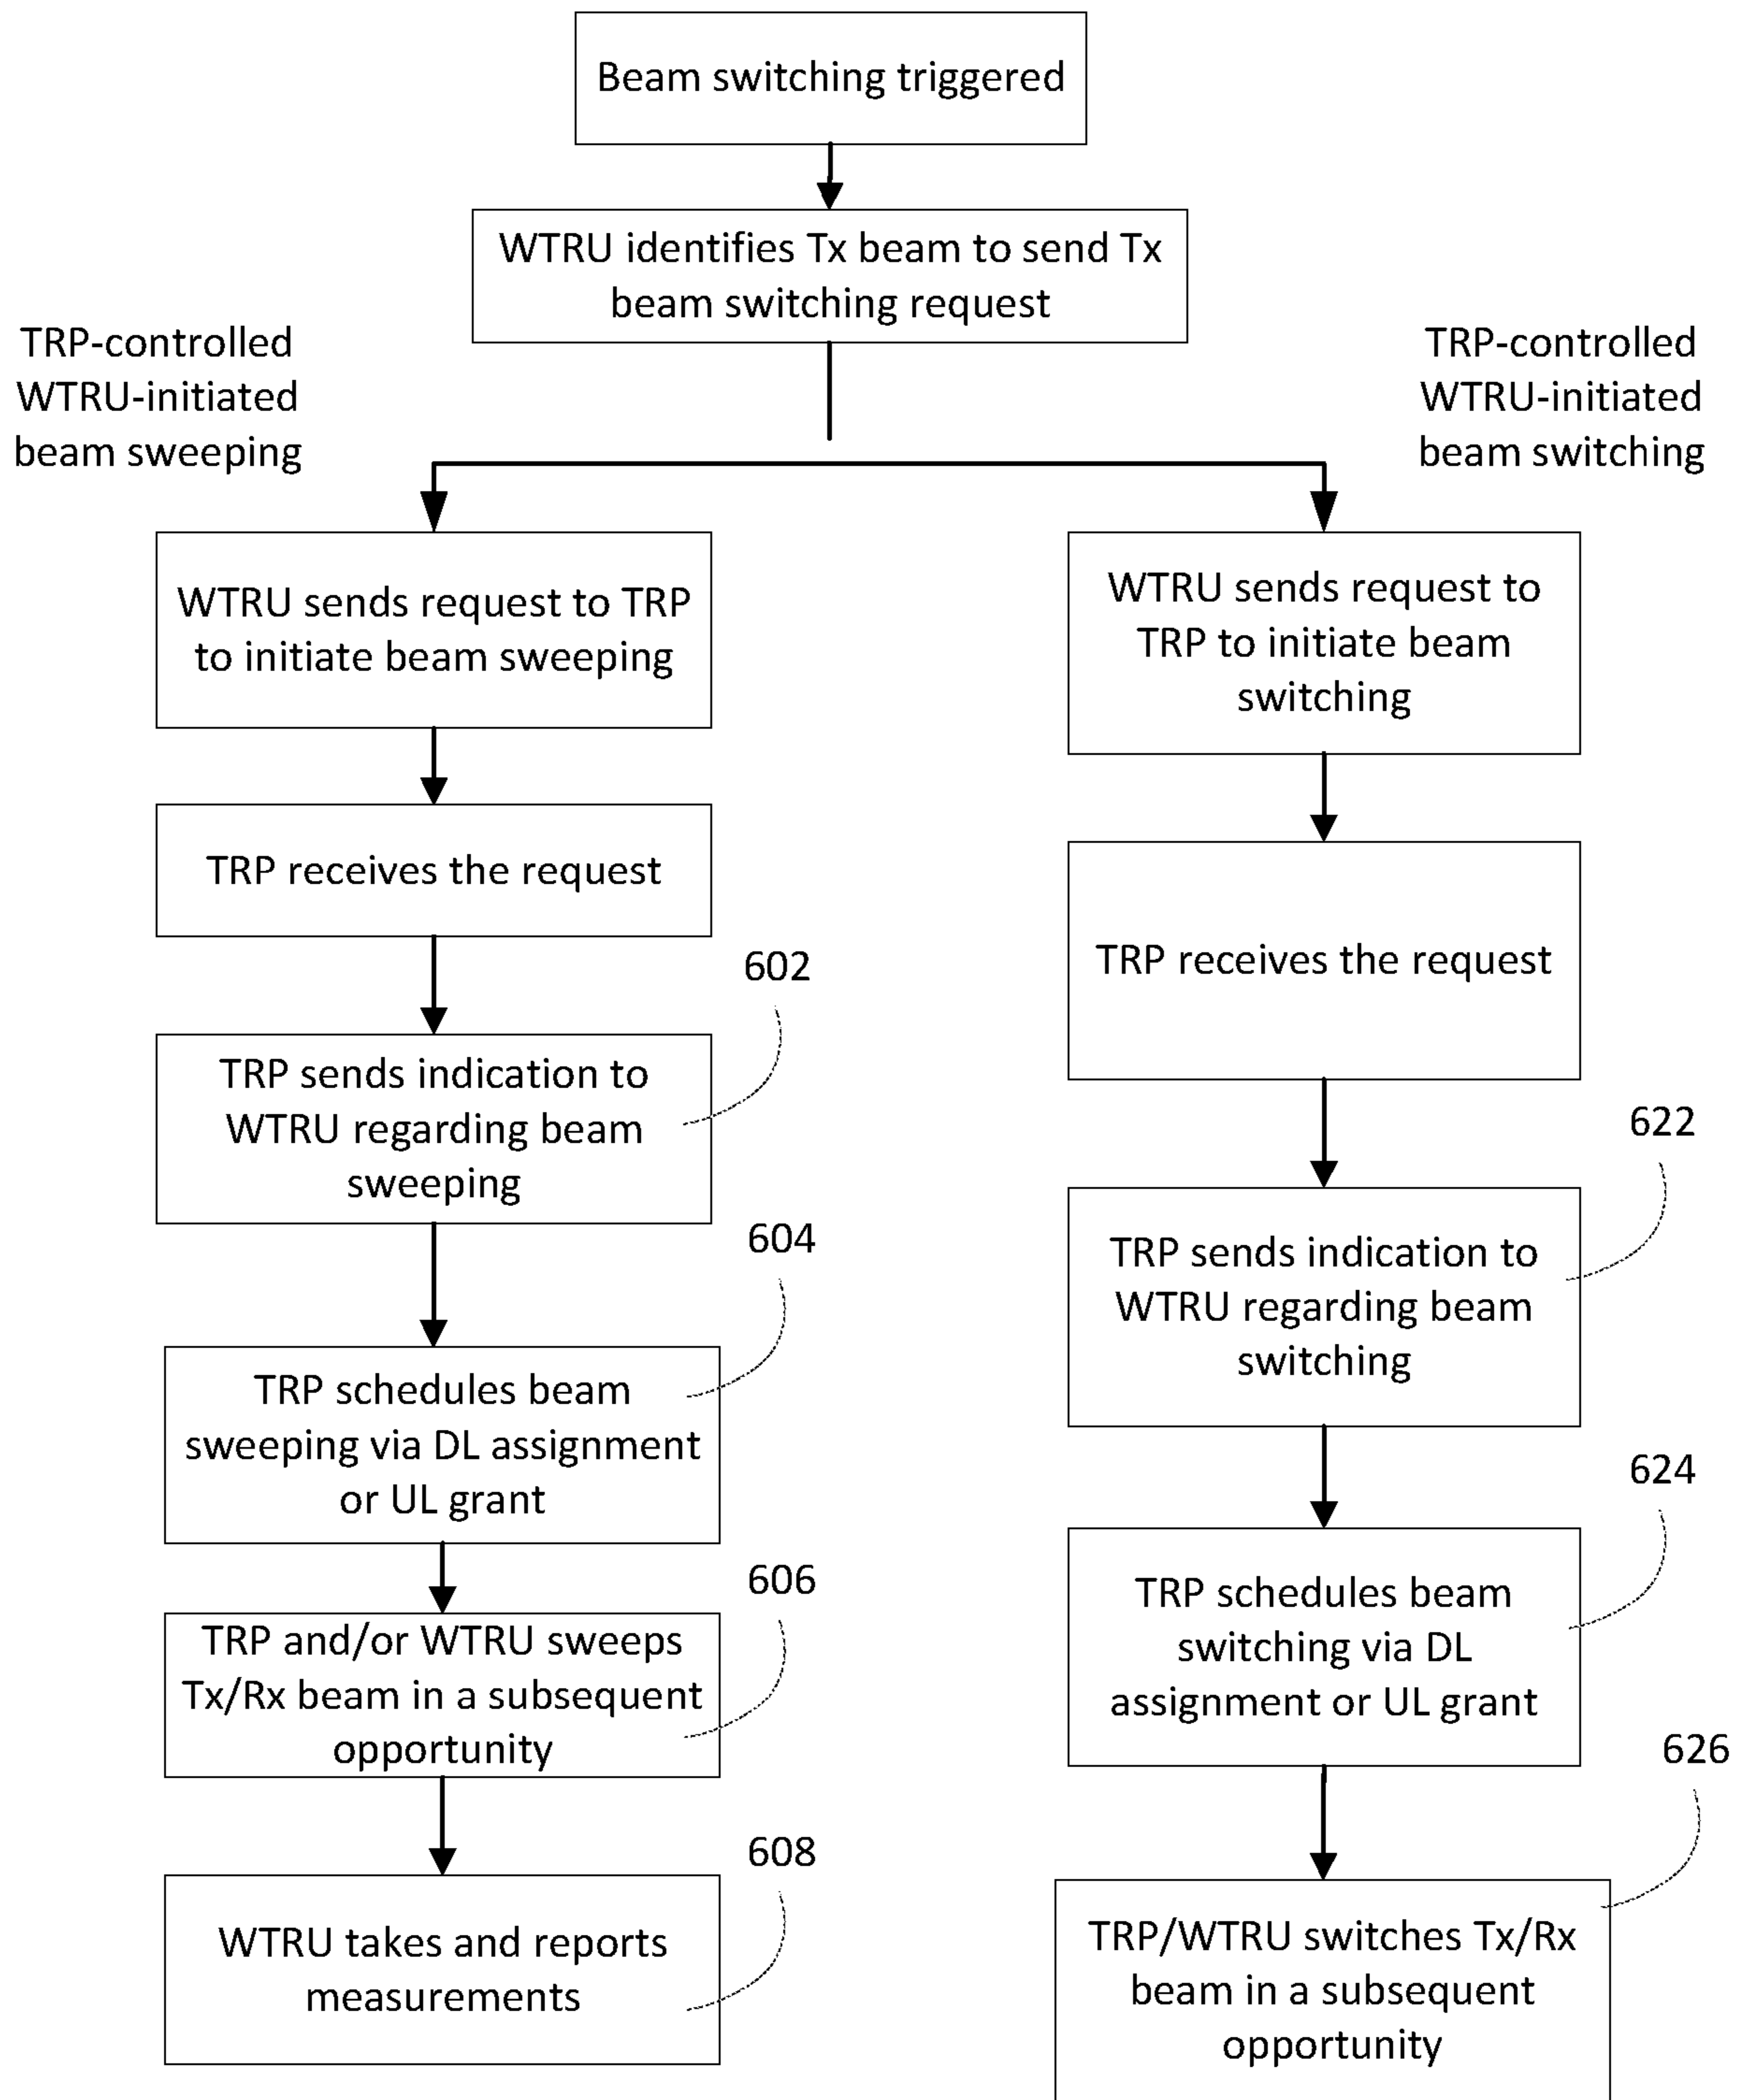 Beam switching triggered
WTRU identifies Tx beam to send Tx
beam switching request
TRP-controlled
WTRU-initiated
beam sweeping
TRP-controlled
WTRU-initiated
beam switching
WTRU sends request to TRP
to initiate beam sweeping
TRP receives the request
602
TRP sends indication to
WTRU regarding beam
sweeping
604
TRP schedules beam
sweeping via DL assignment
or UL grant
606
TRP and/or WTRU sweeps
Tx/Rx beam in a subsequent
opportunity
608
WTRU takes and reports
measurements
WTRU sends request to
TRP to initiate beam
switching
TRP receives the request
622
TRP sends indication to
WTRU regarding beam
switching
624
TRP schedules beam
switching via DL
assignment or UL grant
626
TRP/WTRU switches Tx/Rx
beam in a subsequent
opportunity